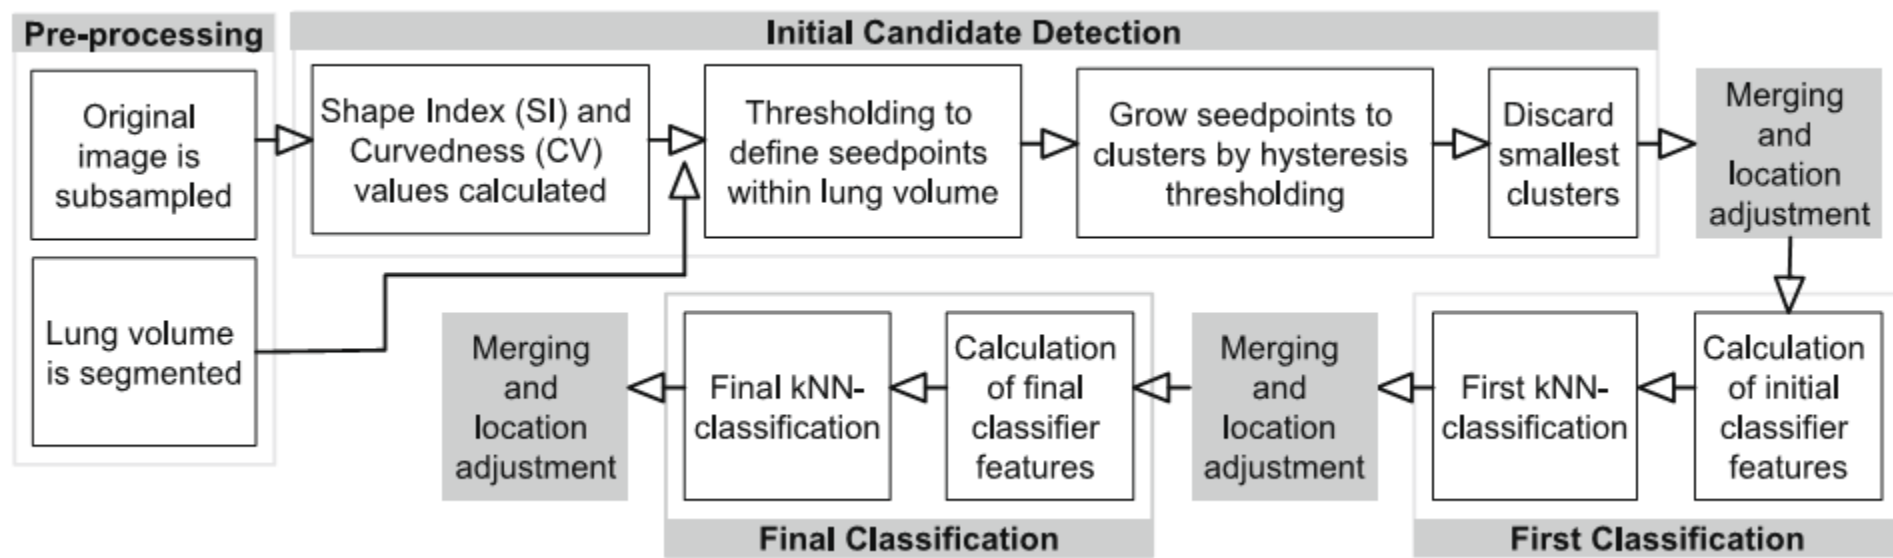 Pre-processing
Original
image is
subsampled
Lung volume
is segmented
Initial Candidate Detection
Shape Index (SI) and
Curvedness (CV)
values calculated
Thresholding to
define seedpoints
within lung volume
Grow seedpoints to
clusters by hysteresis
thresholding
Discard
smallest
clusters
Merging
and
location
adjustment
Calculation
of initial
classifier
features
First kNN-
classification
First Classification
Merging
and
location
adjustment
Calculation
of final
classifier
features
Final kNN-
classification
Final Classification
Merging
and
location
adjustment